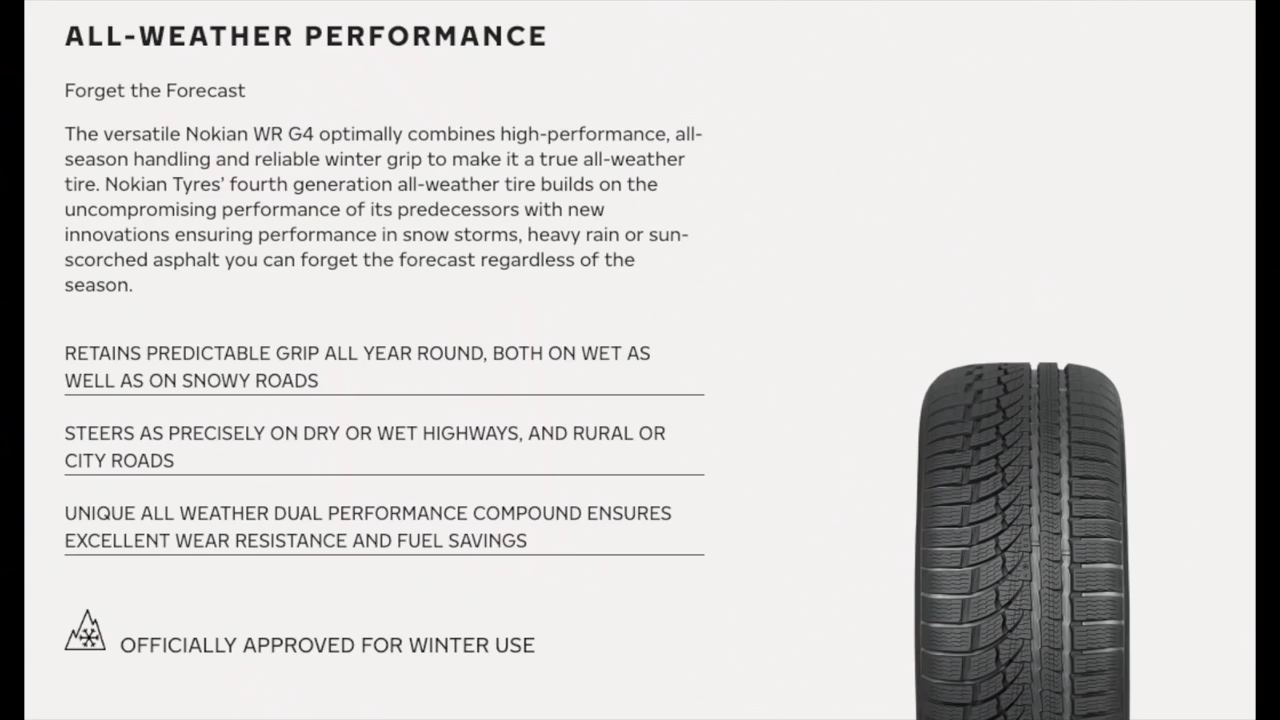 ALL-WEATHER PERFORMANCE
Forget the Forecast
The versatile Nokian WR G4 optimally combines high-performance, all-
season handling and reliable winter grip to make it a true all-weather
tire. Nokian Tyres’ fourth generation all-weather tire builds on the
uncompromising performance of its predecessors with new
innovations ensuring performance in snow storms, heavy rain or sun-
scorched asphalt you can forget the forecast regardless of the
season.
RETAINS PREDICTABLE GRIP ALL YEAR ROUND, BOTH ON WET AS
WELL AS ON SNOWY ROADS
STEERS AS PRECISELY ON DRY OR WET HIGHWAYS, AND RURAL OR
CITY ROADS
UNIQUE ALL WEATHER DUAL PERFORMANCE COMPOUND ENSURES
EXCELLENT WEAR RESISTANCE AND FUEL SAVINGS
OFFICIALLY APPROVED FOR WINTER USE